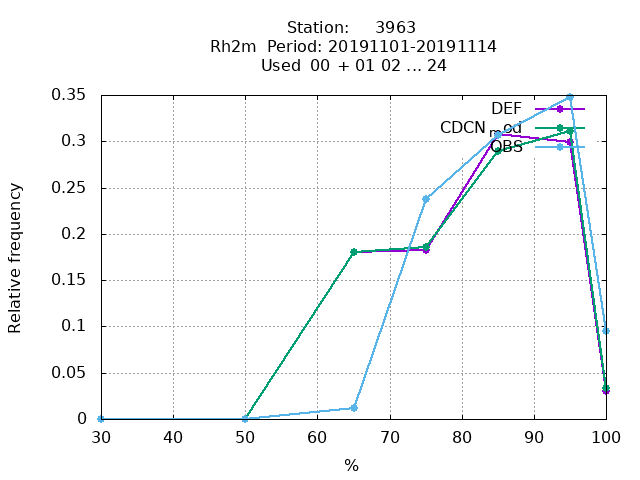 Station: 3963
Rh2m Period: 20191101-20191114
Used 00 + 01 02 ... 24
0.35
0.3
0.25
0.2
0.15
0.1
0.05
0
Relative frequency
DEF
CDCN mod
OBS
30 40 50 60 70 80 90 100
%